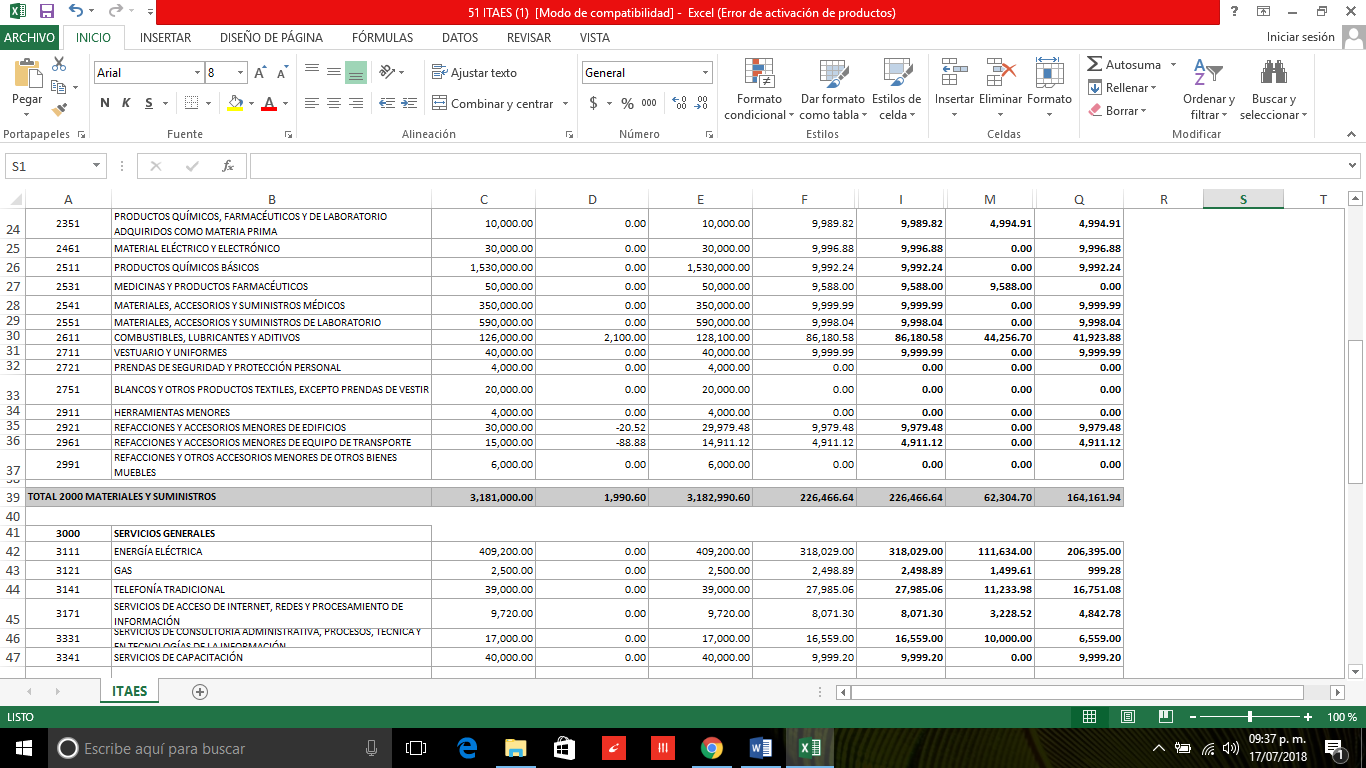 51 ITAES (1) [Modo de compatibilidad] - Excel (Error de activación de productos)
ARCHIVO INICIO INSERTAR DISEÑO DE PÁGINA FÓRMULAS DATOS REVISAR VISTA Iniciar sesión
Pegar Arial 8 Ajustar texto General Formato Dar formato Estilos de Insertar Eliminar Formato Autosuma Rellenar Borrar Ordenar y Buscar y
N K S Combinar y centrar $ % 000 condicional como tabla celda filtrar seleccionar
Portapapeles Fuente Alineación Número Estilos Celdas Modificar
S1 fx
A B C D E F I M Q R S T
24 2351 PRODUCTOS QUÍMICOS, FARMACÉUTICOS Y DE LABORATORIO 10,000.00 0.00 10,000.00 9,989.82 9,989.82 4,994.91 4,994.91
ADQUIRIDOS COMO MATERIA PRIMA
25 2461 MATERIAL ELÉCTRICO Y ELECTRÓNICO 30,000.00 0.00 30,000.00 9,996.88 9,996.88 0.00 9,996.88
26 2511 PRODUCTOS QUÍMICOS BÁSICOS 1,530,000.00 0.00 1,530,000.00 9,992.24 9,992.24 0.00 9,992.24
27 2531 MEDICINAS Y PRODUCTOS FARMACÉUTICOS 50,000.00 0.00 50,000.00 9,588.00 9,588.00 9,588.00 0.00
28 2541 MATERIALES, ACCESORIOS Y SUMINISTROS MÉDICOS 350,000.00 0.00 350,000.00 9,999.99 9,999.99 0.00 9,999.99
29 2551 MATERIALES, ACCESORIOS Y SUMINISTROS DE LABORATORIO 590,000.00 0.00 590,000.00 9,998.04 9,998.04 0.00 9,998.04
30 2611 COMBUSTIBLES, LUBRICANTES Y ADITIVOS 126,000.00 2,100.00 128,100.00 86,180.58 86,180.58 44,256.70 41,923.88
31 2711 VESTUARIO Y UNIFORMES 40,000.00 0.00 40,000.00 9,999.99 9,999.99 0.00 9,999.99
32 2721 PRENDAS DE SEGURIDAD Y PROTECCIÓN PERSONAL 4,000.00 0.00 4,000.00 0.00 0.00 0.00 0.00
33 2751 BLANCOS Y OTROS PRODUCTOS TEXTILES, EXCEPTO PRENDAS DE VESTIR 20,000.00 0.00 20,000.00 0.00 0.00 0.00 0.00
34 2911 HERRAMIENTAS MENORES 4,000.00 0.00 4,000.00 0.00 0.00 0.00 0.00
35 2921 REFACCIONES Y ACCESORIOS MENORES DE EDIFICIOS 30,000.00 -20.52 29,979.48 9,979.48 9,979.48 0.00 9,979.48
36 2961 REFACCIONES Y ACCESORIOS MENORES DE EQUIPO DE TRANSPORTE 15,000.00 -88.88 14,911.12 4,911.12 4,911.12 0.00 4,911.12
37 2991 REFACCIONES Y OTROS ACCESORIOS MENORES DE OTROS BIENES 6,000.00 0.00 6,000.00 0.00 0.00 0.00 0.00
MUEBLES
39 TOTAL 2000 MATERIALES Y SUMINISTROS 3,181,000.00 1,990.60 3,182,990.60 226,466.64 226,466.64 62,304.70 164,161.94
40
41 3000 SERVICIOS GENERALES
42 3111 ENERGÍA ELÉCTRICA 409,200.00 0.00 409,200.00 318,029.00 318,029.00 111,634.00 206,395.00
43 3121 GAS 2,500.00 0.00 2,500.00 2,498.89 2,498.89 1,499.61 999.28
44 3141 TELEFONÍA TRADICIONAL 39,000.00 0.00 39,000.00 27,985.06 27,985.06 11,233.98 16,751.08
45 3171 SERVICIOS DE ACCESO DE INTERNET, REDES Y PROCESAMIENTO DE 9,720.00 0.00 9,720.00 8,071.30 8,071.30 3,228.52 4,842.78
INFORMACIÓN
46 3331 SERVICIOS DE CONSULTORÍA ADMINISTRATIVA, PROCESOS, TÉCNICA Y 17,000.00 0.00 17,000.00 16,559.00 16,559.00 10,000.00 6,559.00
EN TECNOLOGÍAS DE LA INFORMACIÓN
47 3341 SERVICIOS DE CAPACITACIÓN 40,000.00 0.00 40,000.00 9,999.20 9,999.20 0.00 9,999.20
ITAES
LISTO 100 %
Escribe aquí para buscar 09:37 p. m.
17/07/2018